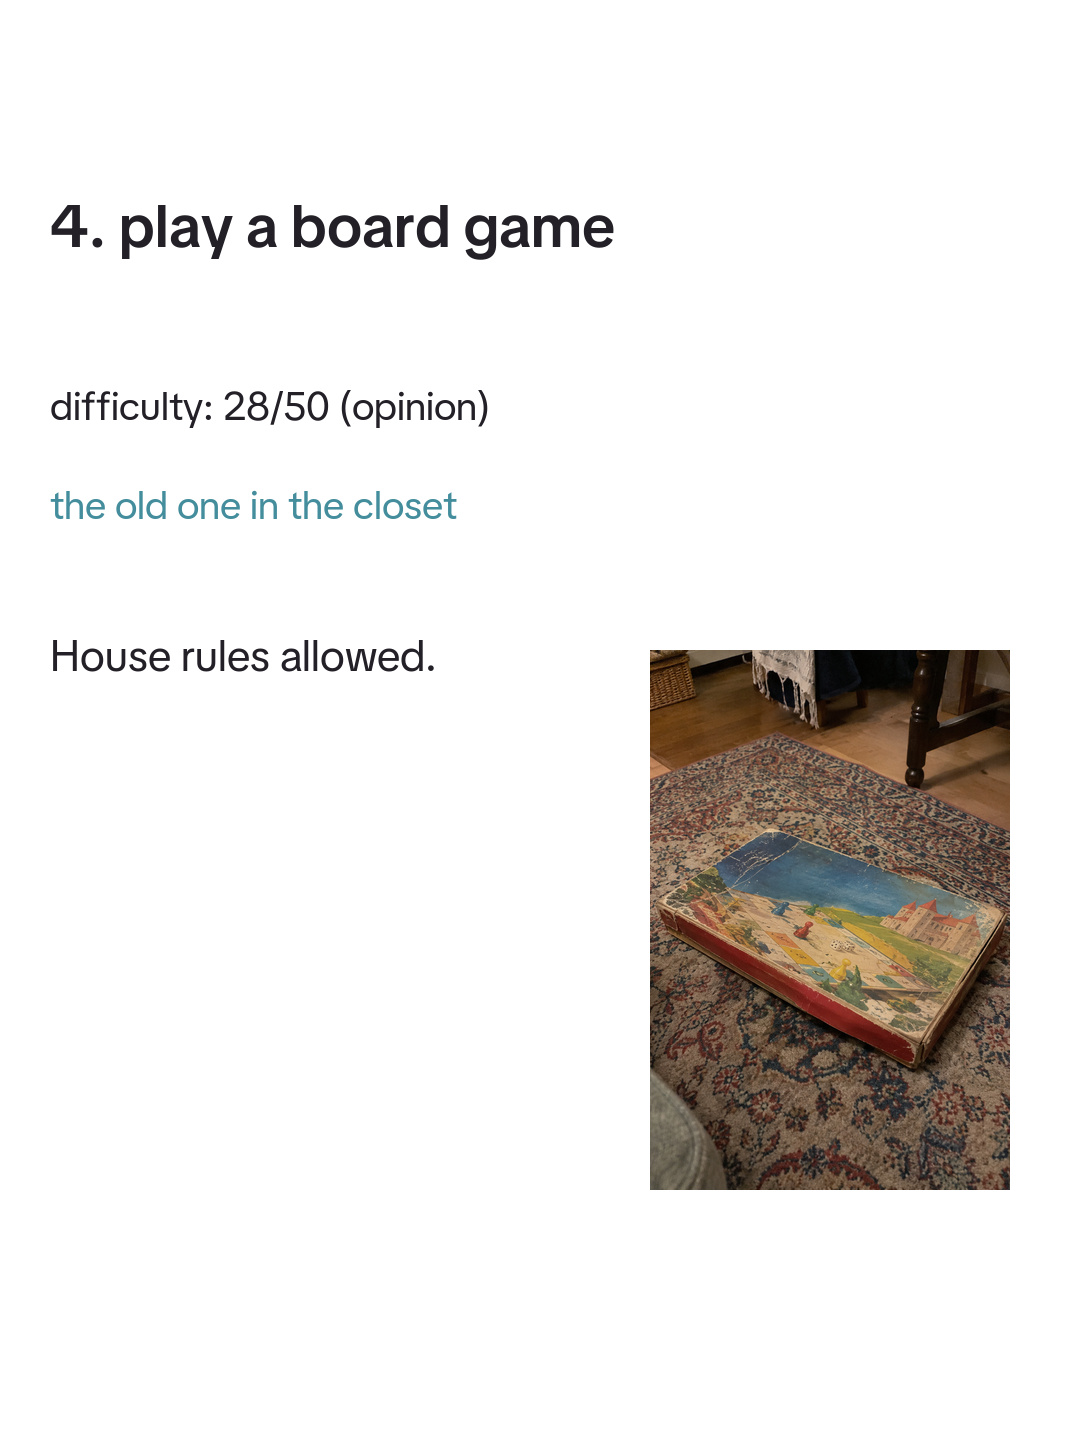 4. play a board game
difficulty: 28/50 (opinion)
the old one in the closet
House rules allowed.